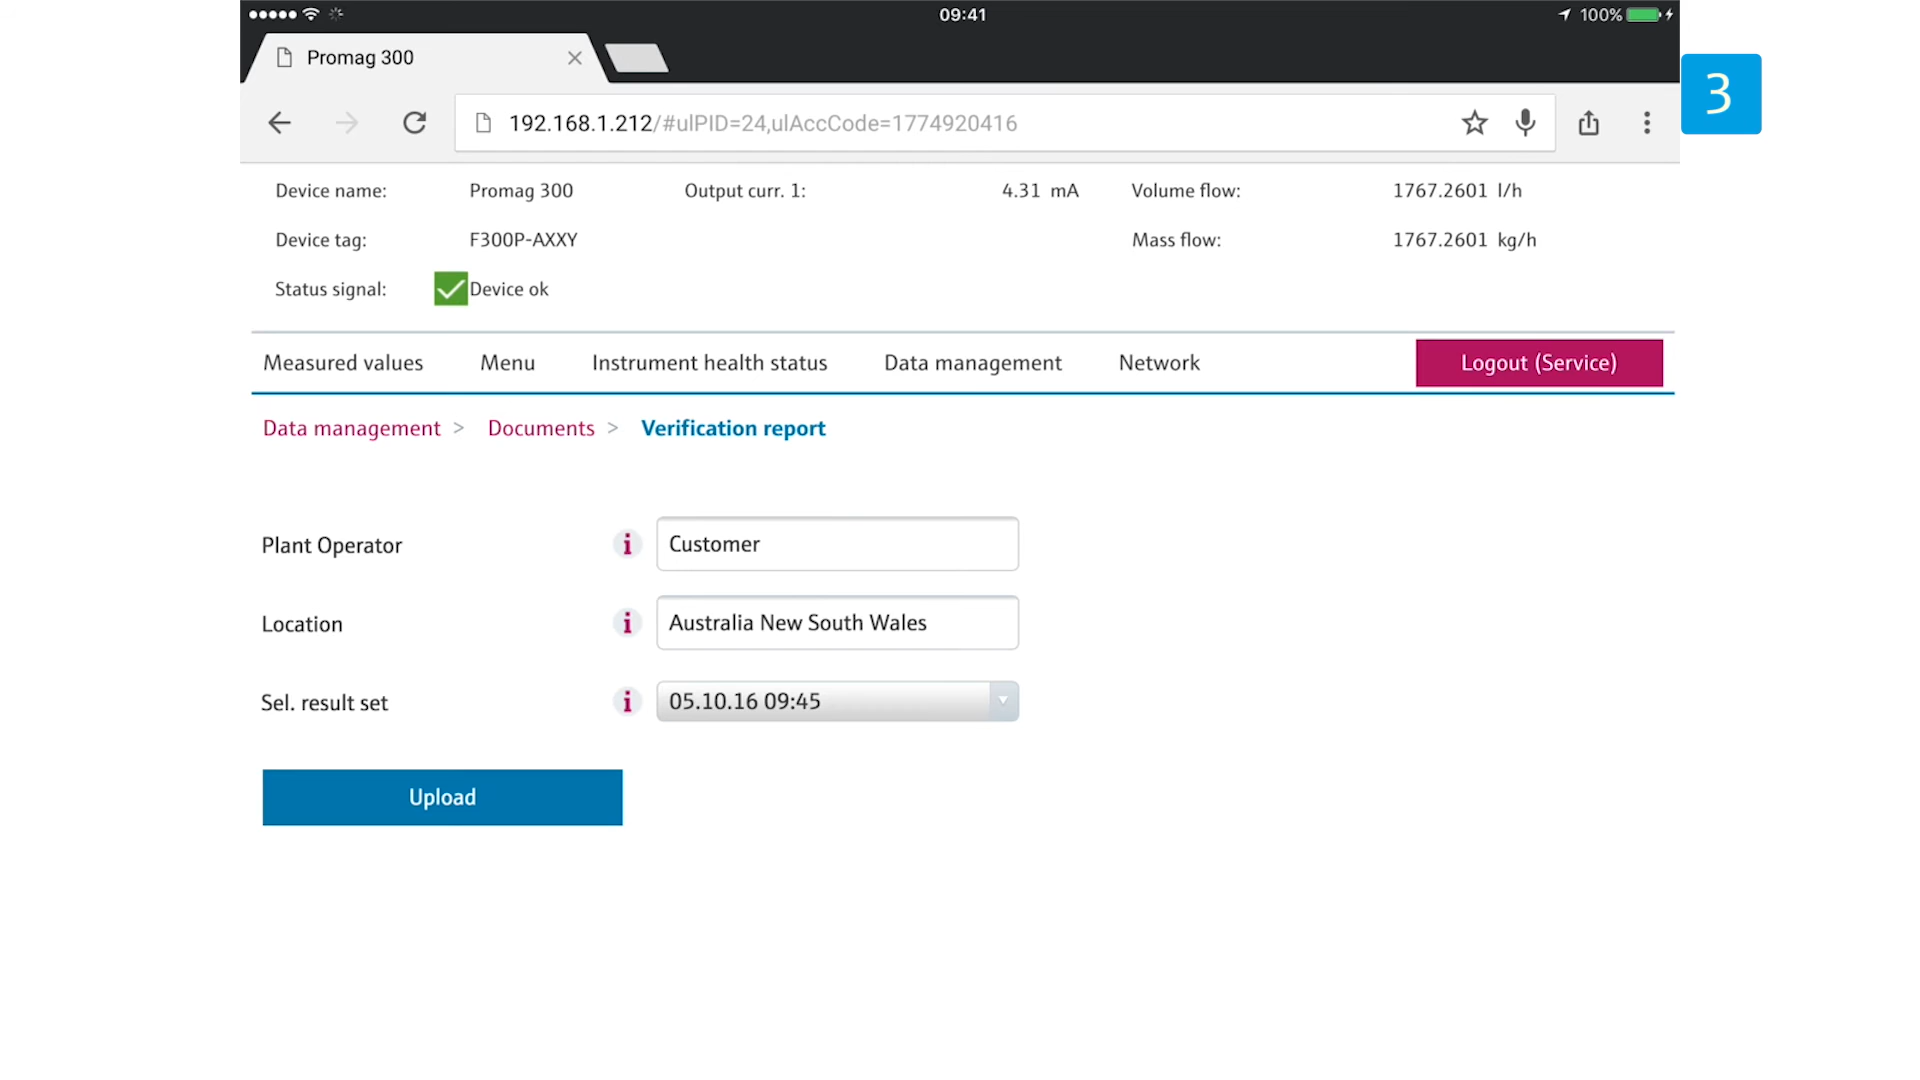 09:41
100%
Promag 300
3
192.168.1.212/#ulPID=24,ulAccCode=1774920416
Device name: Promag 300 Output curr. 1: 4.31 mA Volume flow: 1767.2601 l/h
Device tag: F300P-AXXY Mass flow: 1767.2601 kg/h
Status signal: Device ok
Measured values Menu Instrument health status Data management Network Logout (Service)
Data management > Documents > Verification report
Plant Operator i Customer
Location i Australia New South Wales
Sel. result set i 05.10.16 09:45
Upload